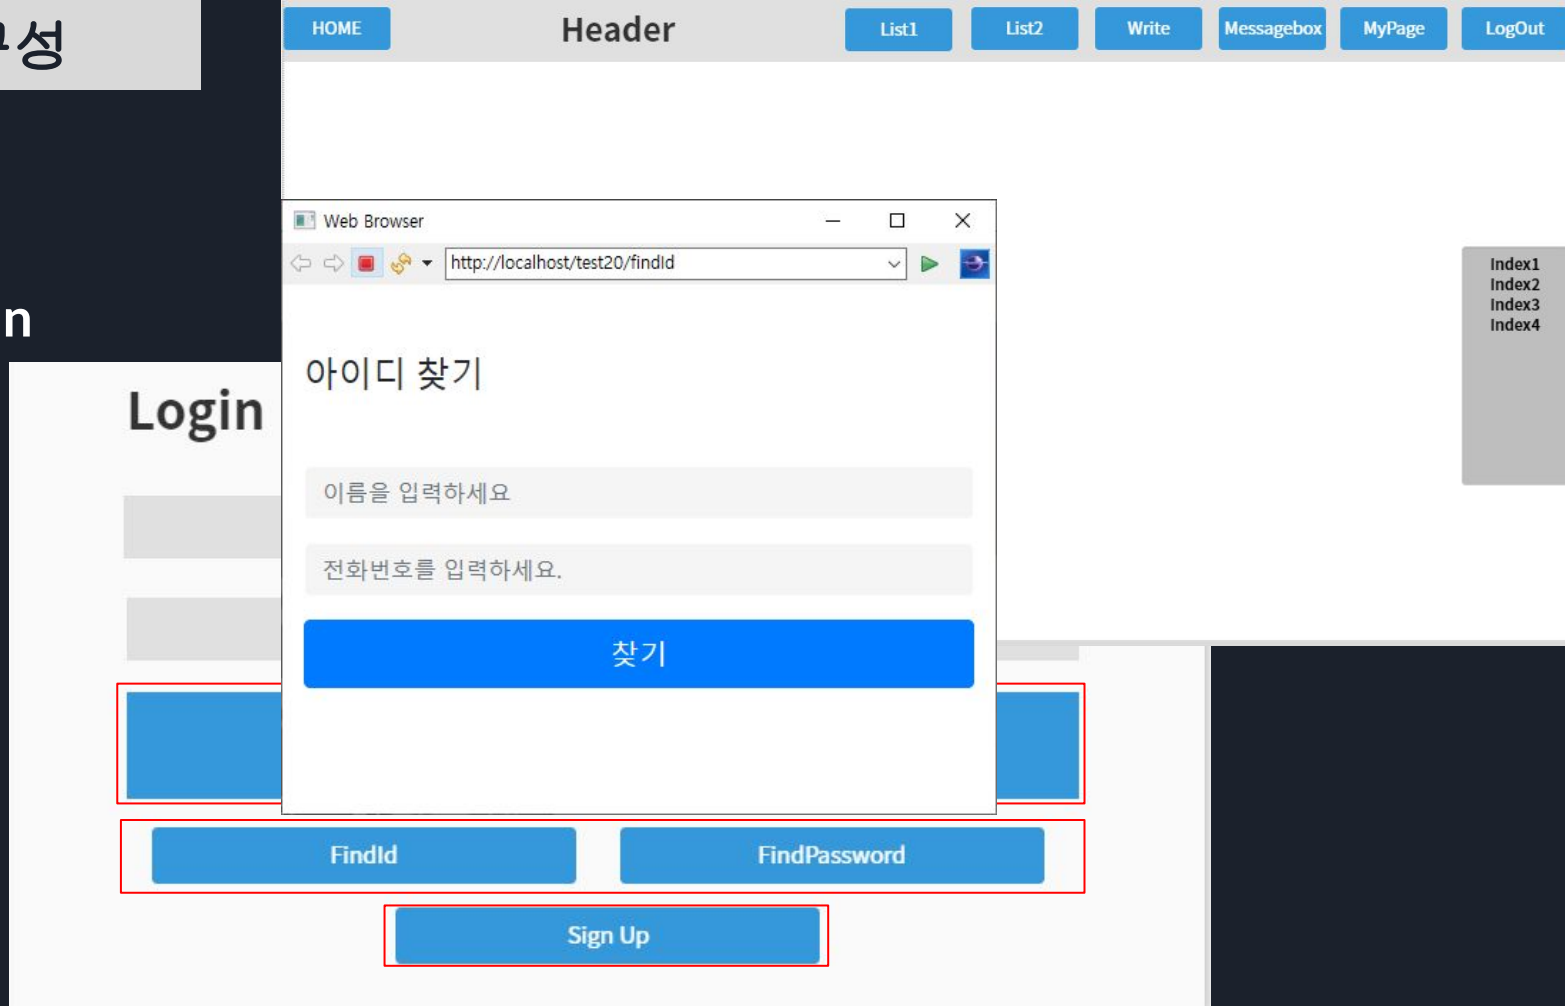 성
HOME Header List1 List2 Write Messagebox MyPage LogOut
Web Browser
http://localhost/test20/findId
Index1
Index2
Index3
Index4
n
아이디 찾기
Login
이름을 입력하세요
전화번호를 입력하세요.
찾기
FindId FindPassword
Sign Up